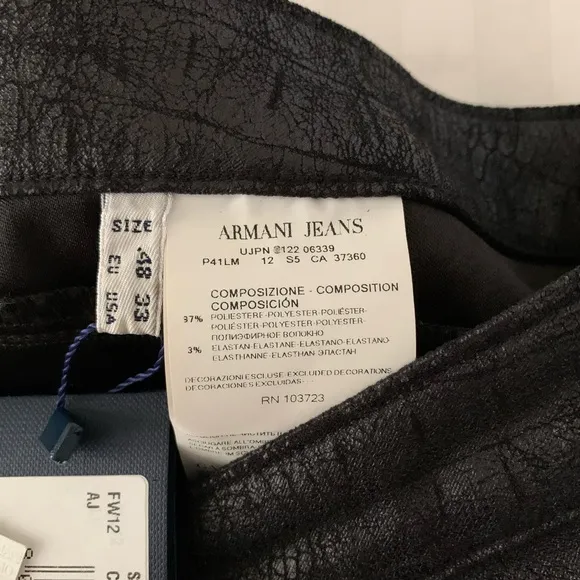 SIZE
48 33
EU USA
ARMANI JEANS
UJPN 122 06339
P41LM 12 S5 CA 37360
COMPOSIZIONE - COMPOSITION
COMPOSICIÓN
97% POLIESTERE-POLYESTER-POLIÉSTER-
POLIÉSTER-POLYESTER-POLYESTER-
ПОЛИЭФИРНОЕ ВОЛОКНО
3% ELASTAN-ELASTANE-ELASTANO-ELASTANO-
ELASTHANNE-ELASTHAN ЭЛАСТАН
DECORAZIONI ESCLUSE-EXCLUDED DECORATIONS
DECORACIONES EXCLUIDAS
RN 103723
FW12
AJ